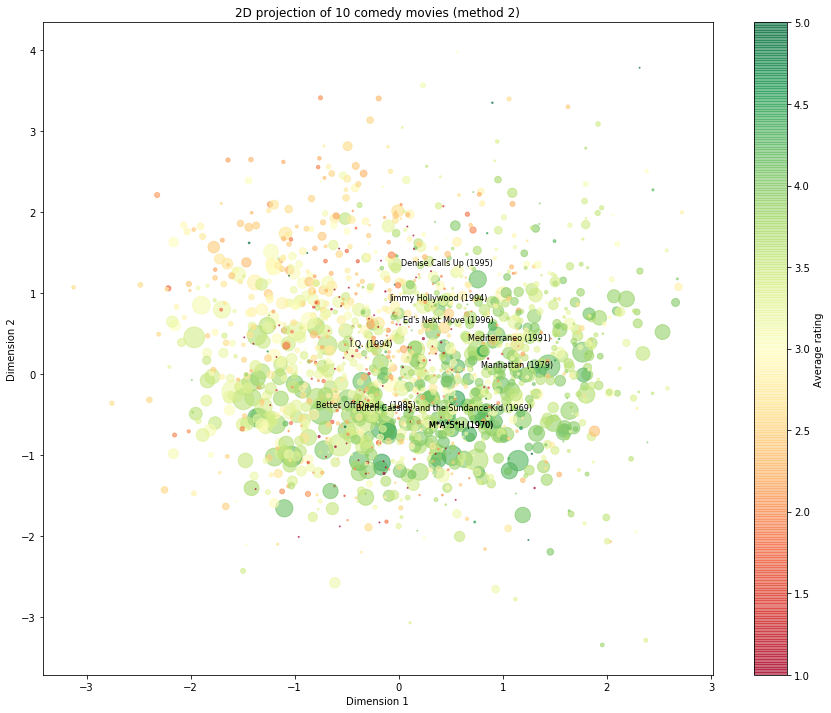 2D projection of 10 comedy movies (method 2)
4
3
2
1
0
−1
−2
−3
Dimension 2
Denise Calls Up (1995)
Jimmy Hollywood (1994)
Ed's Next Move (1996)
Mediterraneo (1991)
I.Q. (1994)
Manhattan (1979)
Better Off Dead... (1985)
Butch Cassidy and the Sundance Kid (1969)
M*A*S*H (1970)
−3 −2 −1 0 1 2 3
Dimension 1
5.0
4.5
4.0
3.5
3.0
2.5
2.0
1.5
1.0
Average rating